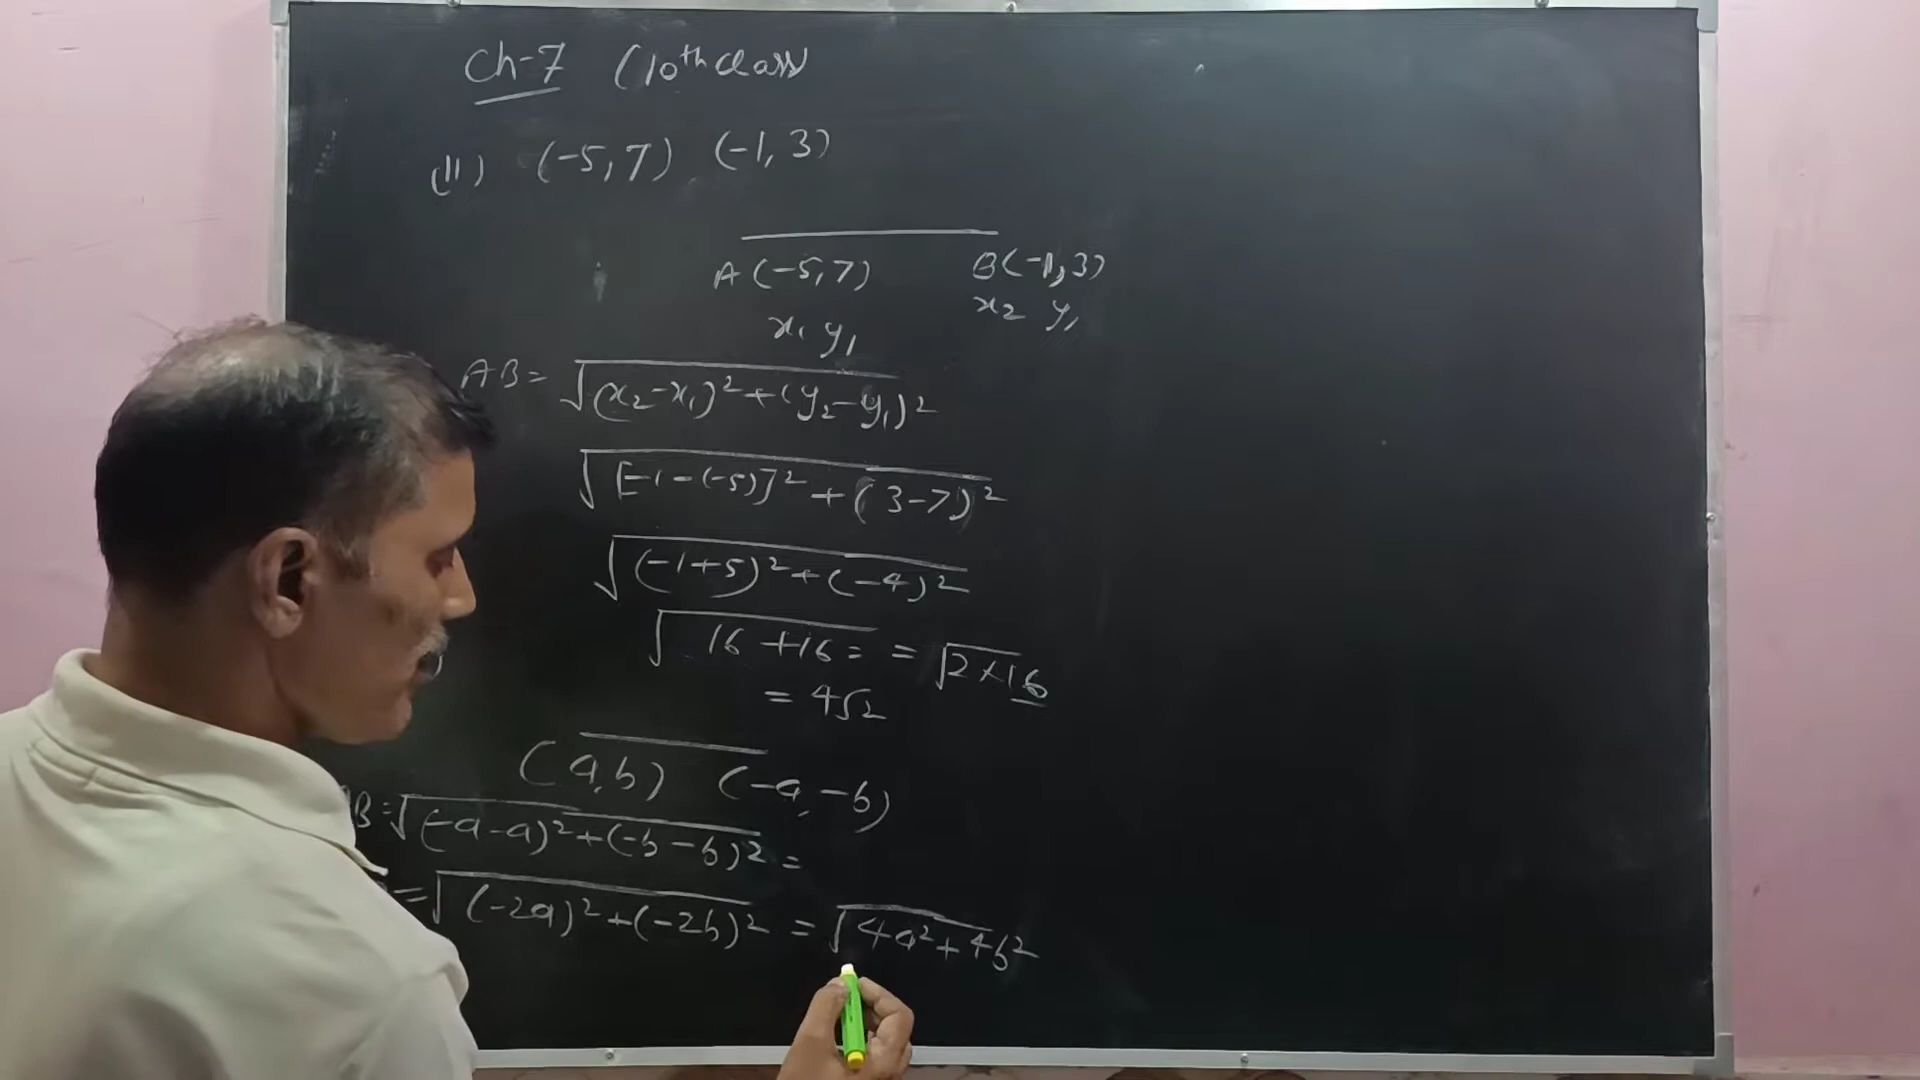 Ch-7 (10th class
(II) (-5,7) (-1,3)
A (-5,7) B(-1,3)
x₁ y₁ x₂ y₁
AB = √(x₂-x₁)²+(y₂-y₁)²
√[-1-(-5)]²+(3-7)²
√(-1+5)²+(-4)²
√16+16 = = √2×16
= 4√2
(a,b) (-a,-b)
B=√(-a-a)²+(-b-b)² =
=√(-2a)²+(-2b)² = √4a²+4b²